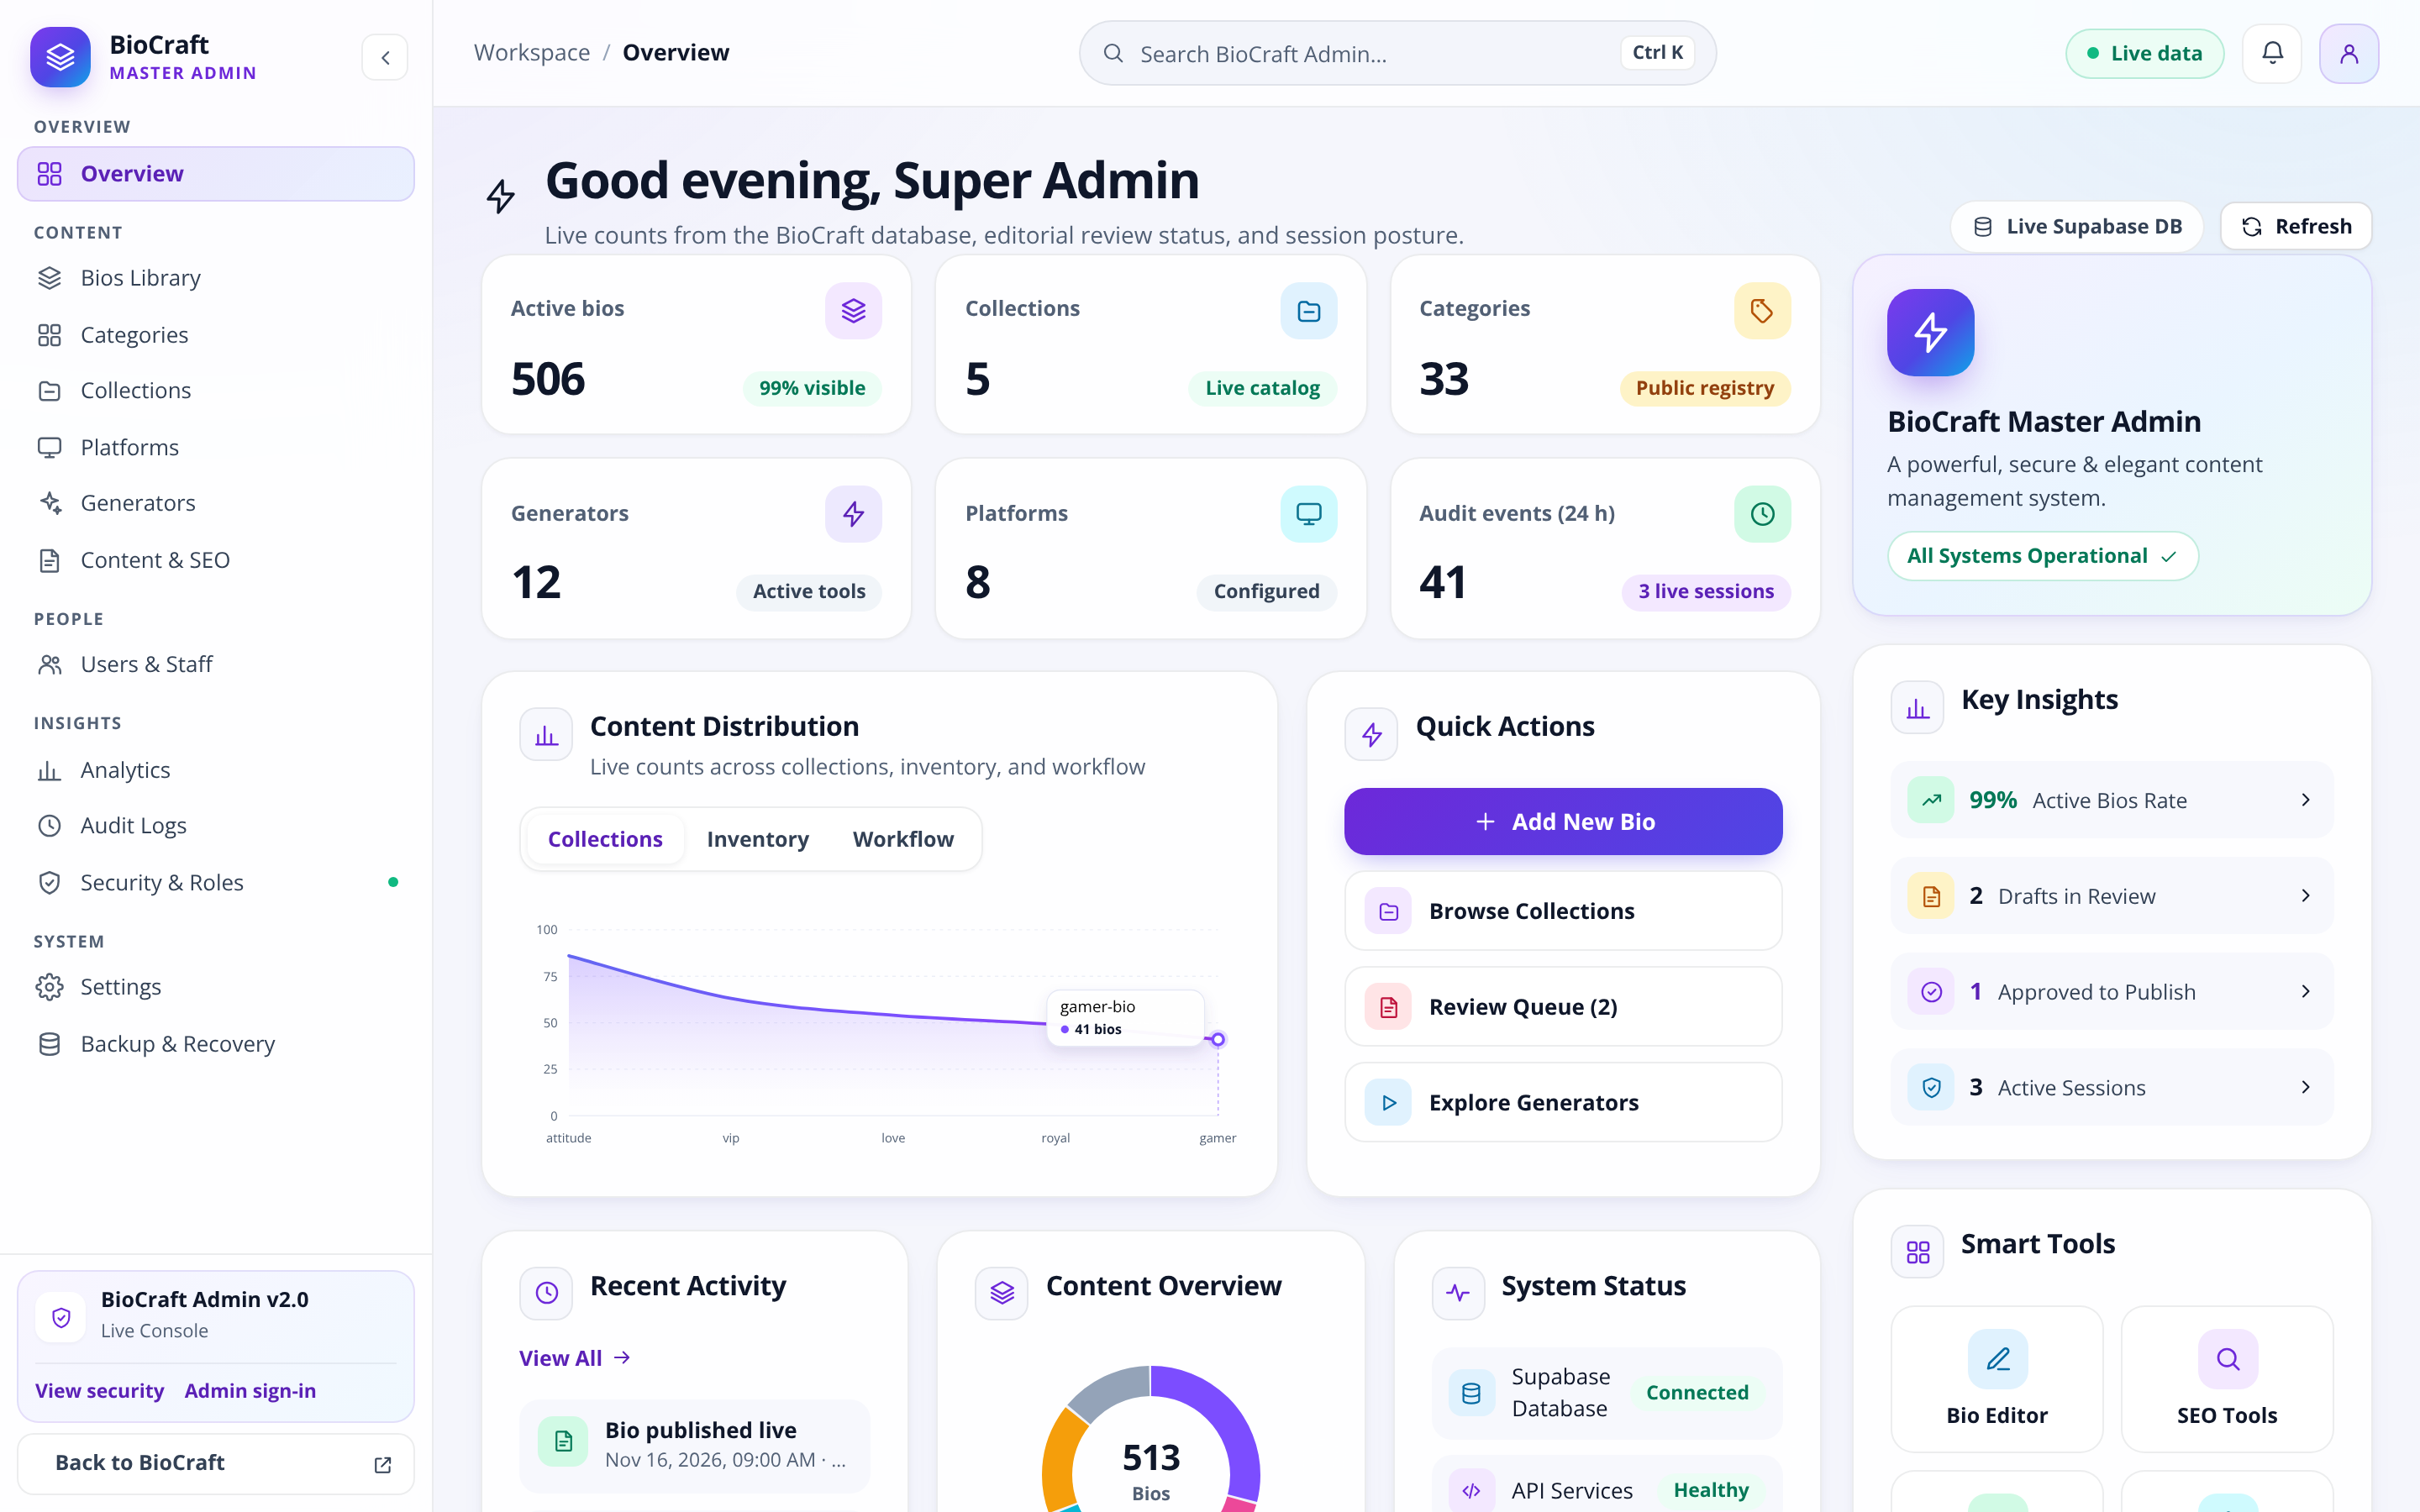 BioCraft
MASTER ADMIN
OVERVIEW
Overview
CONTENT
Bios Library
Categories
Collections
Platforms
Generators
Content & SEO
PEOPLE
Users & Staff
INSIGHTS
Analytics
Audit Logs
Security & Roles
SYSTEM
Settings
Backup & Recovery
BioCraft Admin v2.0
Live Console
View security Admin sign-in
Back to BioCraft
Workspace / Overview
Search BioCraft Admin...
Ctrl K
Live data
Good evening, Super Admin
Live counts from the BioCraft database, editorial review status, and session posture.
Live Supabase DB
Refresh
Active bios
506
99% visible
Collections
5
Live catalog
Categories
33
Public registry
Generators
12
Active tools
Platforms
8
Configured
Audit events (24 h)
41
3 live sessions
Content Distribution
Live counts across collections, inventory, and workflow
Collections Inventory Workflow
100
75
50
25
0
attitude vip love royal gamer
gamer-bio
41 bios
Quick Actions
Add New Bio
Browse Collections
Review Queue (2)
Explore Generators
Recent Activity
View All
Bio published live
Nov 16, 2026, 09:00 AM · ...
Content Overview
513
Bios
System Status
Supabase
Database
Connected
API Services
Healthy
BioCraft Master Admin
A powerful, secure & elegant content
management system.
All Systems Operational
Key Insights
99% Active Bios Rate
2 Drafts in Review
1 Approved to Publish
3 Active Sessions
Smart Tools
Bio Editor
SEO Tools